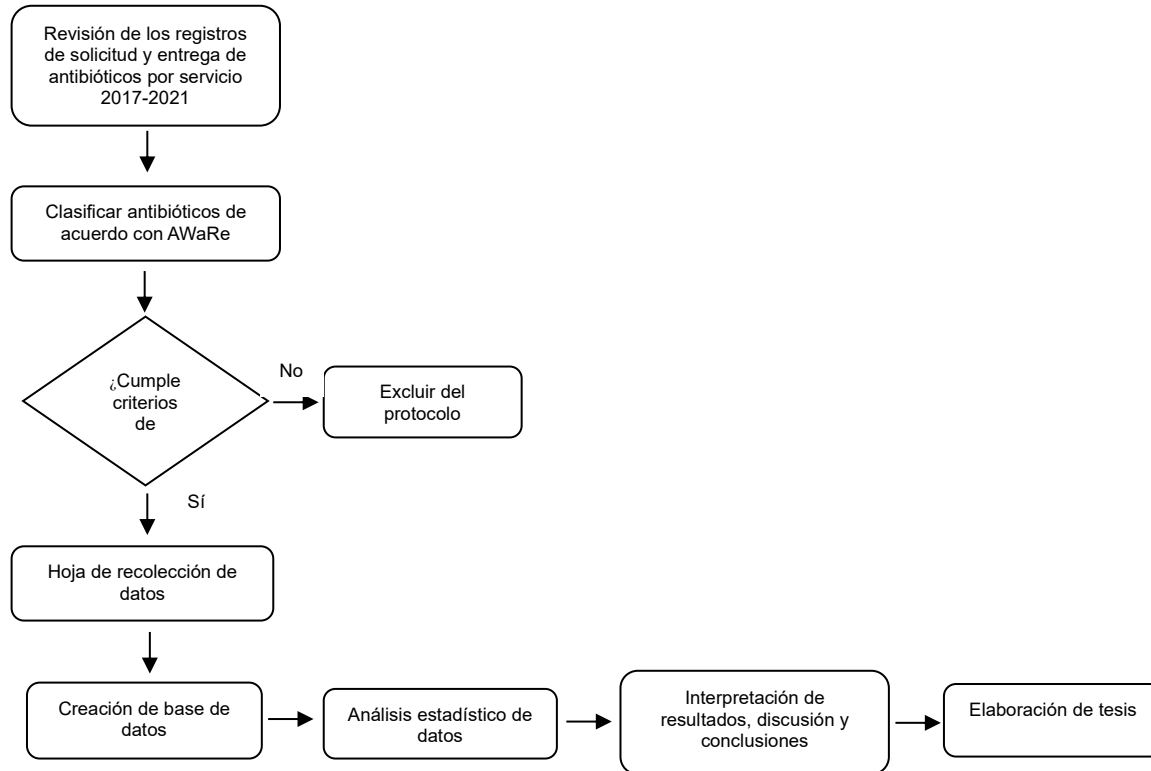 Revisión de los registros
de solicitud y entrega de
antibióticos por servicio
2017-2021
Clasificar antibióticos de
acuerdo con AWaRe
¿Cumple
criterios
de
No
Excluir del
protocolo
Sí
Hoja de recolección de
datos
Creación de base de
datos
Análisis estadístico de
datos
Interpretación de
resultados, discusión y
conclusiones
Elaboración de tesis